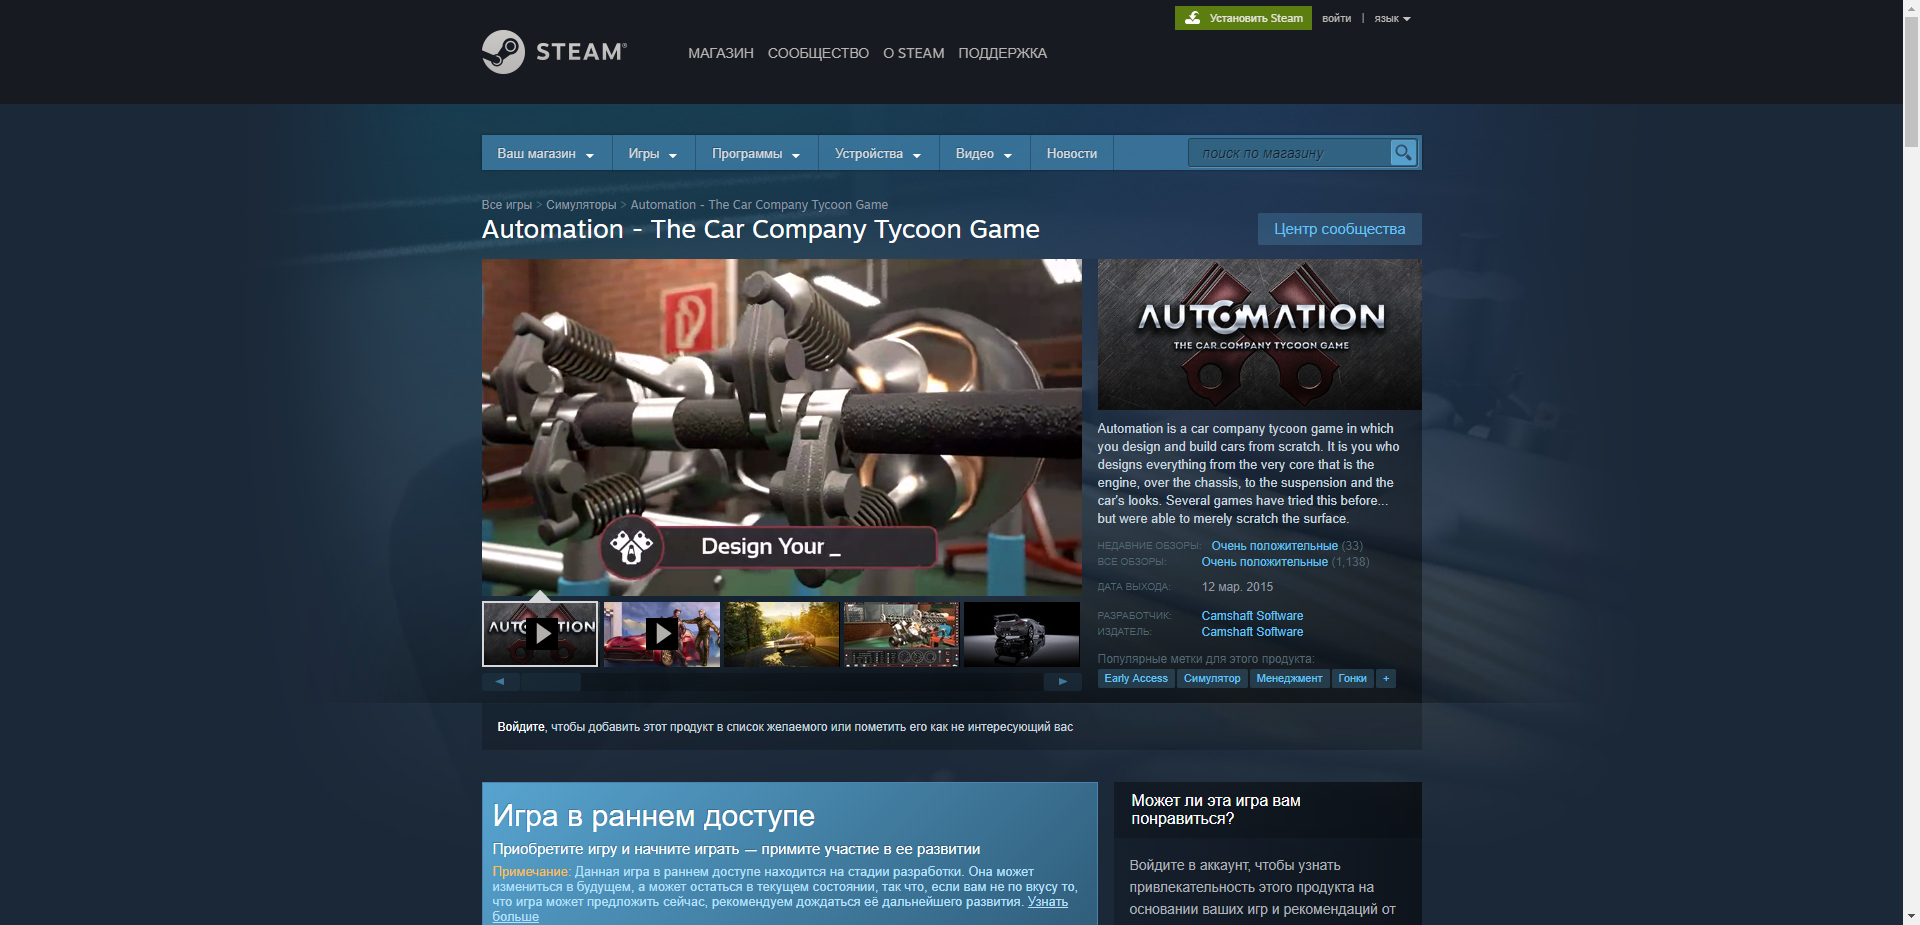 Установить Steam
войти | язык
STEAM®
МАГАЗИН СООБЩЕСТВО О STEAM ПОДДЕРЖКА
Ваш магазин Игры Программы Устройства Видео Новости поиск по магазину
Все игры > Симуляторы > Automation - The Car Company Tycoon Game
Automation - The Car Company Tycoon Game
Центр сообщества
Design Your _
AUTOMATION
AUTOMATION
THE CAR COMPANY TYCOON GAME
Automation is a car company tycoon game in which
you design and build cars from scratch. It is you who
designs everything from the very core that is the
engine, over the chassis, to the suspension and the
car's looks. Several games have tried this before...
but were able to merely scratch the surface.
НЕДАВНИЕ ОБЗОРЫ: Очень положительные (33)
ВСЕ ОБЗОРЫ: Очень положительные (1,138)
ДАТА ВЫХОДА: 12 мар. 2015
РАЗРАБОТЧИК: Camshaft Software
ИЗДАТЕЛЬ: Camshaft Software
Популярные метки для этого продукта:
Early Access Симулятор Менеджмент Гонки +
Войдите, чтобы добавить этот продукт в список желаемого или пометить его как не интересующий вас
Игра в раннем доступе
Приобретите игру и начните играть — примите участие в ее развитии
Примечание: Данная игра в раннем доступе находится на стадии разработки. Она может
измениться в будущем, а может остаться в текущем состоянии, так что, если вам не по вкусу то,
что игра может предложить сейчас, рекомендуем дождаться её дальнейшего развития. Узнать
больше
Может ли эта игра вам
понравиться?
Войдите в аккаунт, чтобы узнать
привлекательность этого продукта на
основании ваших игр и рекомендаций от